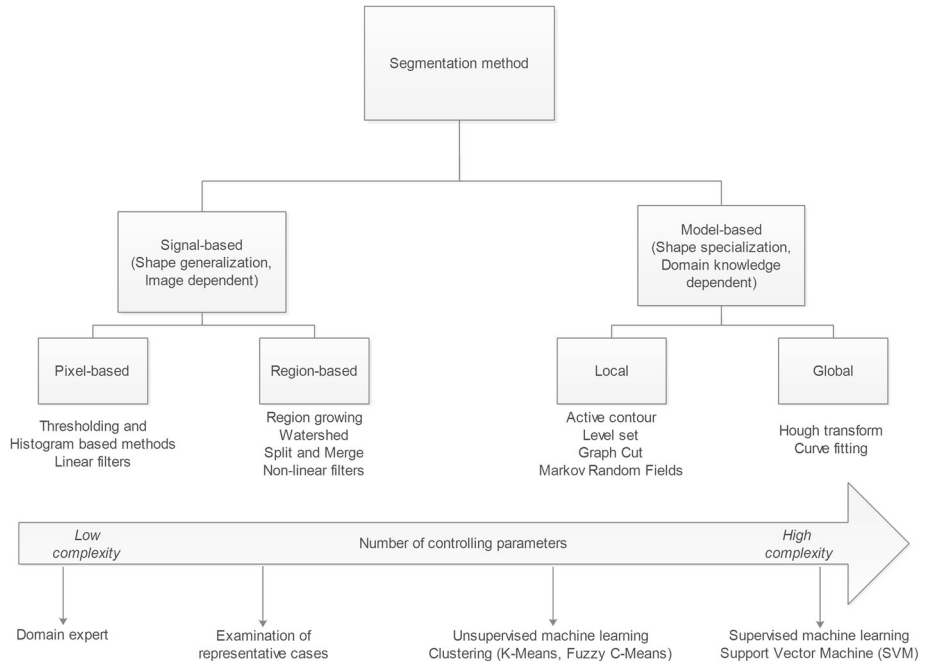 Segmentation method
Signal-based
(Shape generalization,
Image dependent)
Model-based
(Shape specialization,
Domain knowledge
dependent)
Pixel-based
Region-based
Local
Global
Thresholding and
Histogram based methods
Linear filters
Region growing
Watershed
Split and Merge
Non-linear filters
Active contour
Level set
Graph Cut
Markov Random Fields
Hough transform
Curve fitting
Low
complexity
Number of controlling parameters
High
complexity
Domain expert
Examination of
representative cases
Unsupervised machine learning
Clustering (K-Means, Fuzzy C-Means)
Supervised machine learning
Support Vector Machine (SVM)